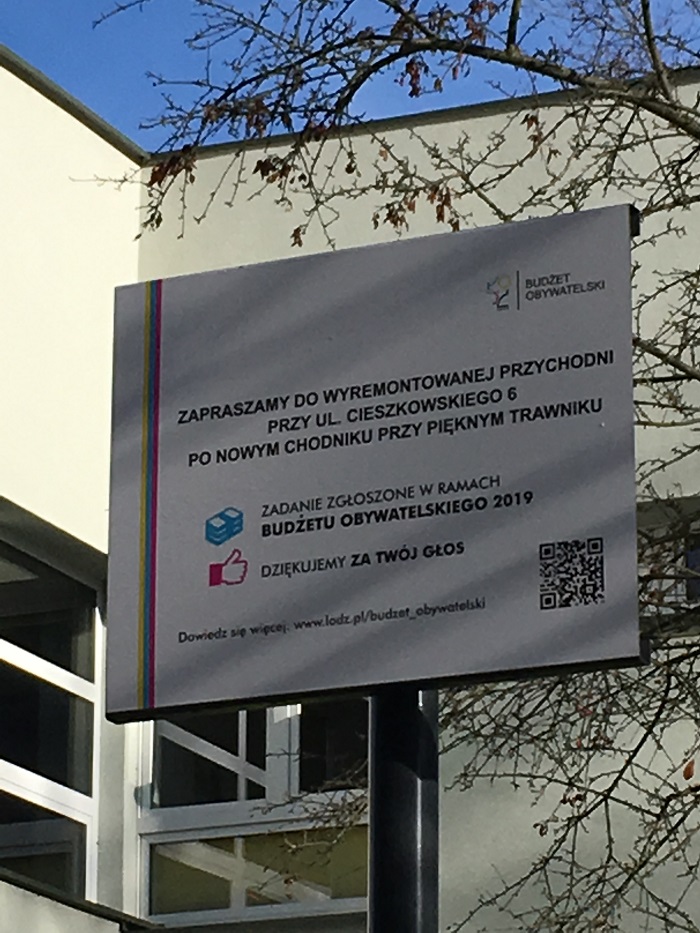 BUDŻET
OBYWATELSKI
ZAPRASZAMY DO WYREMONTOWANEJ PRZYCHODNI
PRZY UL. CIESZKOWSKIEGO 6
PO NOWYM CHODNIKU PRZY PIĘKNYM TRAWNIKU
ZADANIE ZGŁOSZONE W RAMACH
BUDŻETU OBYWATELSKIEGO 2019
DZIĘKUJEMY ZA TWÓJ GŁOS
Dowiedz się więcej. www.lodz.pl/budzet_obywatelski